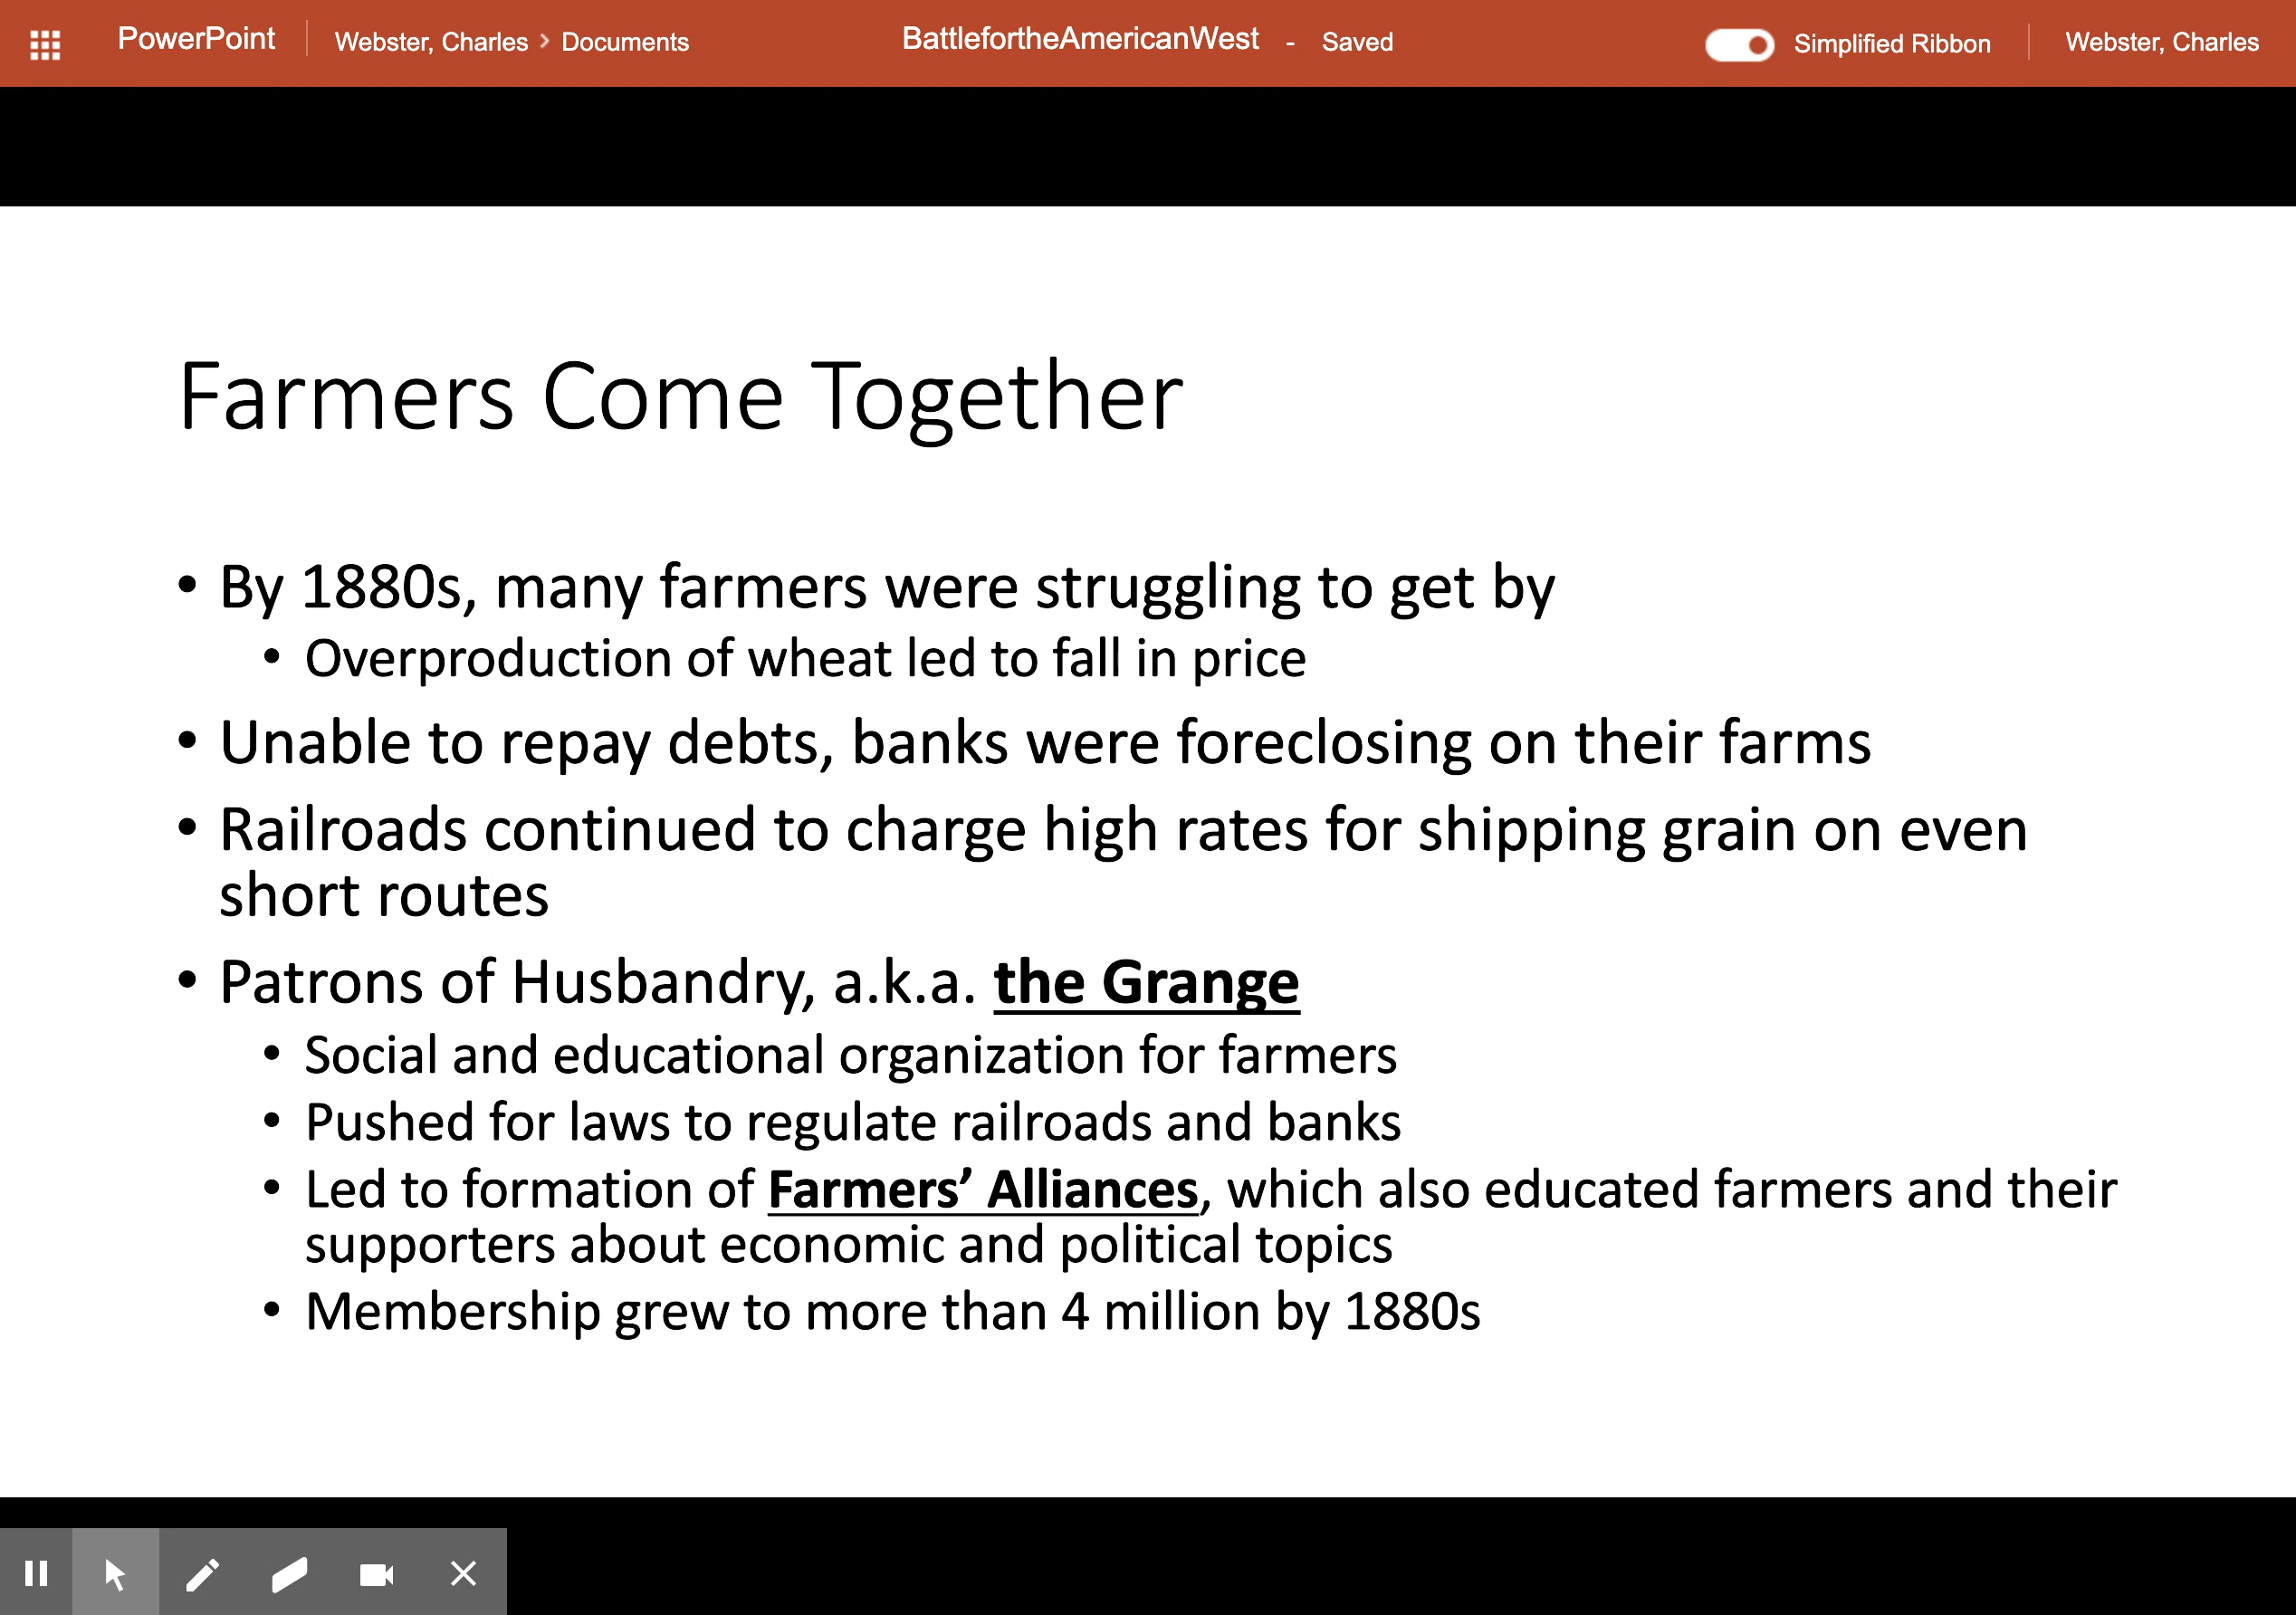 PowerPoint Webster, Charles > Documents BattlefortheAmericanWest - Saved Simplified Ribbon Webster, Charles
Farmers Come Together
• By 1880s, many farmers were struggling to get by
• Overproduction of wheat led to fall in price
• Unable to repay debts, banks were foreclosing on their farms
• Railroads continued to charge high rates for shipping grain on even
short routes
• Patrons of Husbandry, a.k.a. the Grange
• Social and educational organization for farmers
• Pushed for laws to regulate railroads and banks
• Led to formation of Farmers’ Alliances, which also educated farmers and their
supporters about economic and political topics
• Membership grew to more than 4 million by 1880s